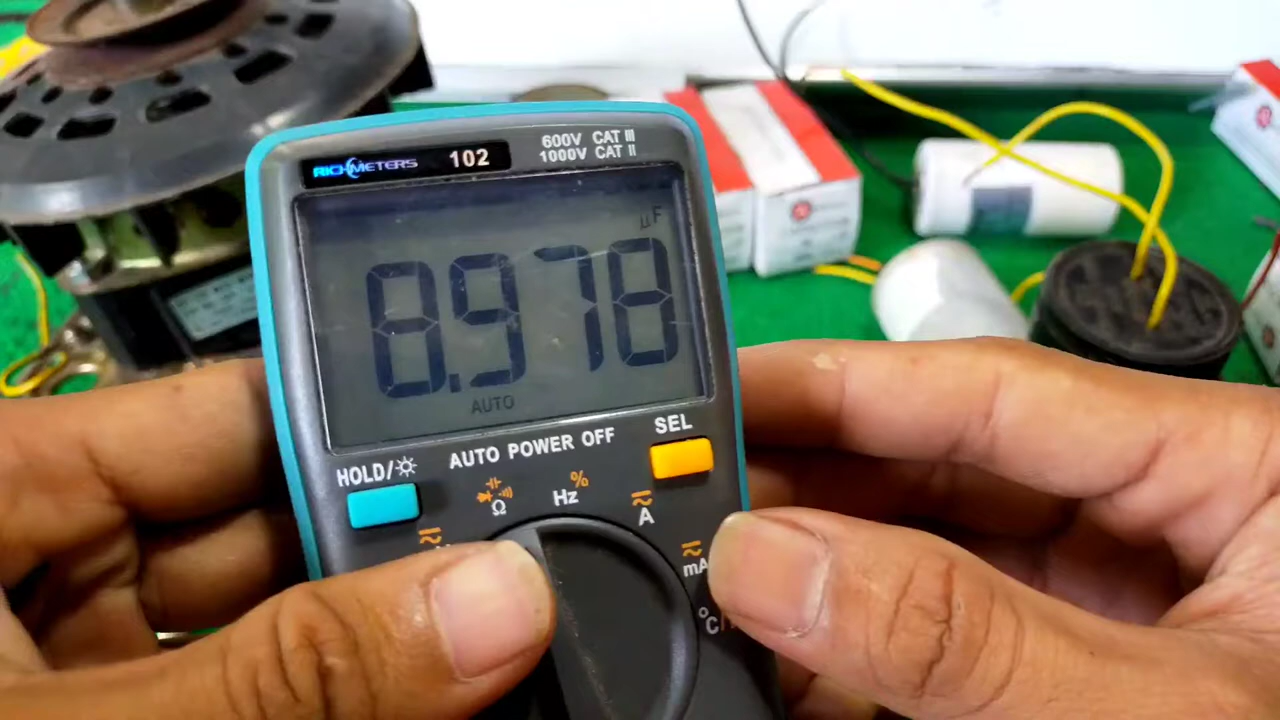 RICHMETERS 102
600V CAT III
1000V CAT II
µF
8.978
AUTO
SEL
AUTO POWER OFF
HOLD/
%
Hz
Ω
A
mA
°C